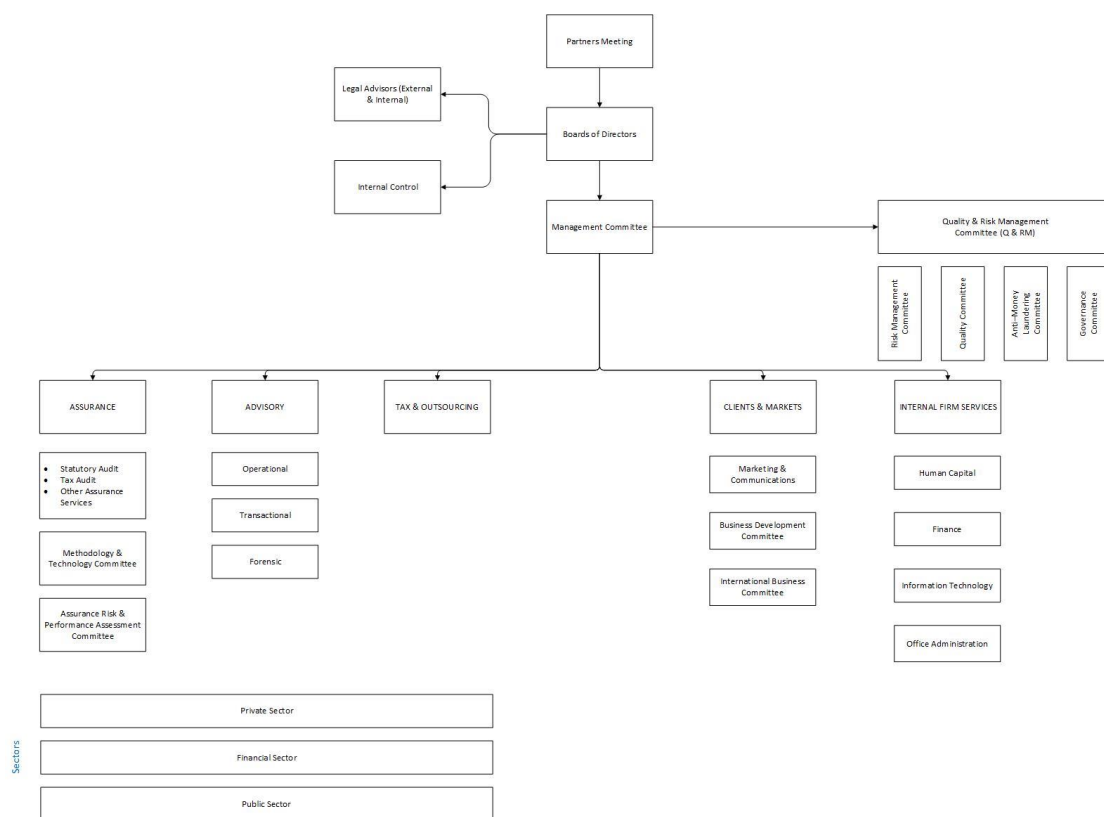 Partners Meeting
Legal Advisors (External
& Internal)
Boards of Directors
Internal Control
Management Committee
Quality & Risk Management
Committee (Q & RM)
Risk Management
Committee
Quality Committee
Anti-Money
Laundering
Committee
Governance
Committee
ASSURANCE
ADVISORY
TAX & OUTSOURCING
CLIENTS & MARKETS
INTERNAL FIRM SERVICES
• Statutory Audit
• Tax Audit
• Other Assurance
Services
Methodology &
Technology Committee
Assurance Risk &
Performance Assessment
Committee
Operational
Transactional
Forensic
Marketing &
Communications
Business Development
Committee
International Business
Committee
Human Capital
Finance
Information Technology
Office Administration
Sectors
Private Sector
Financial Sector
Public Sector